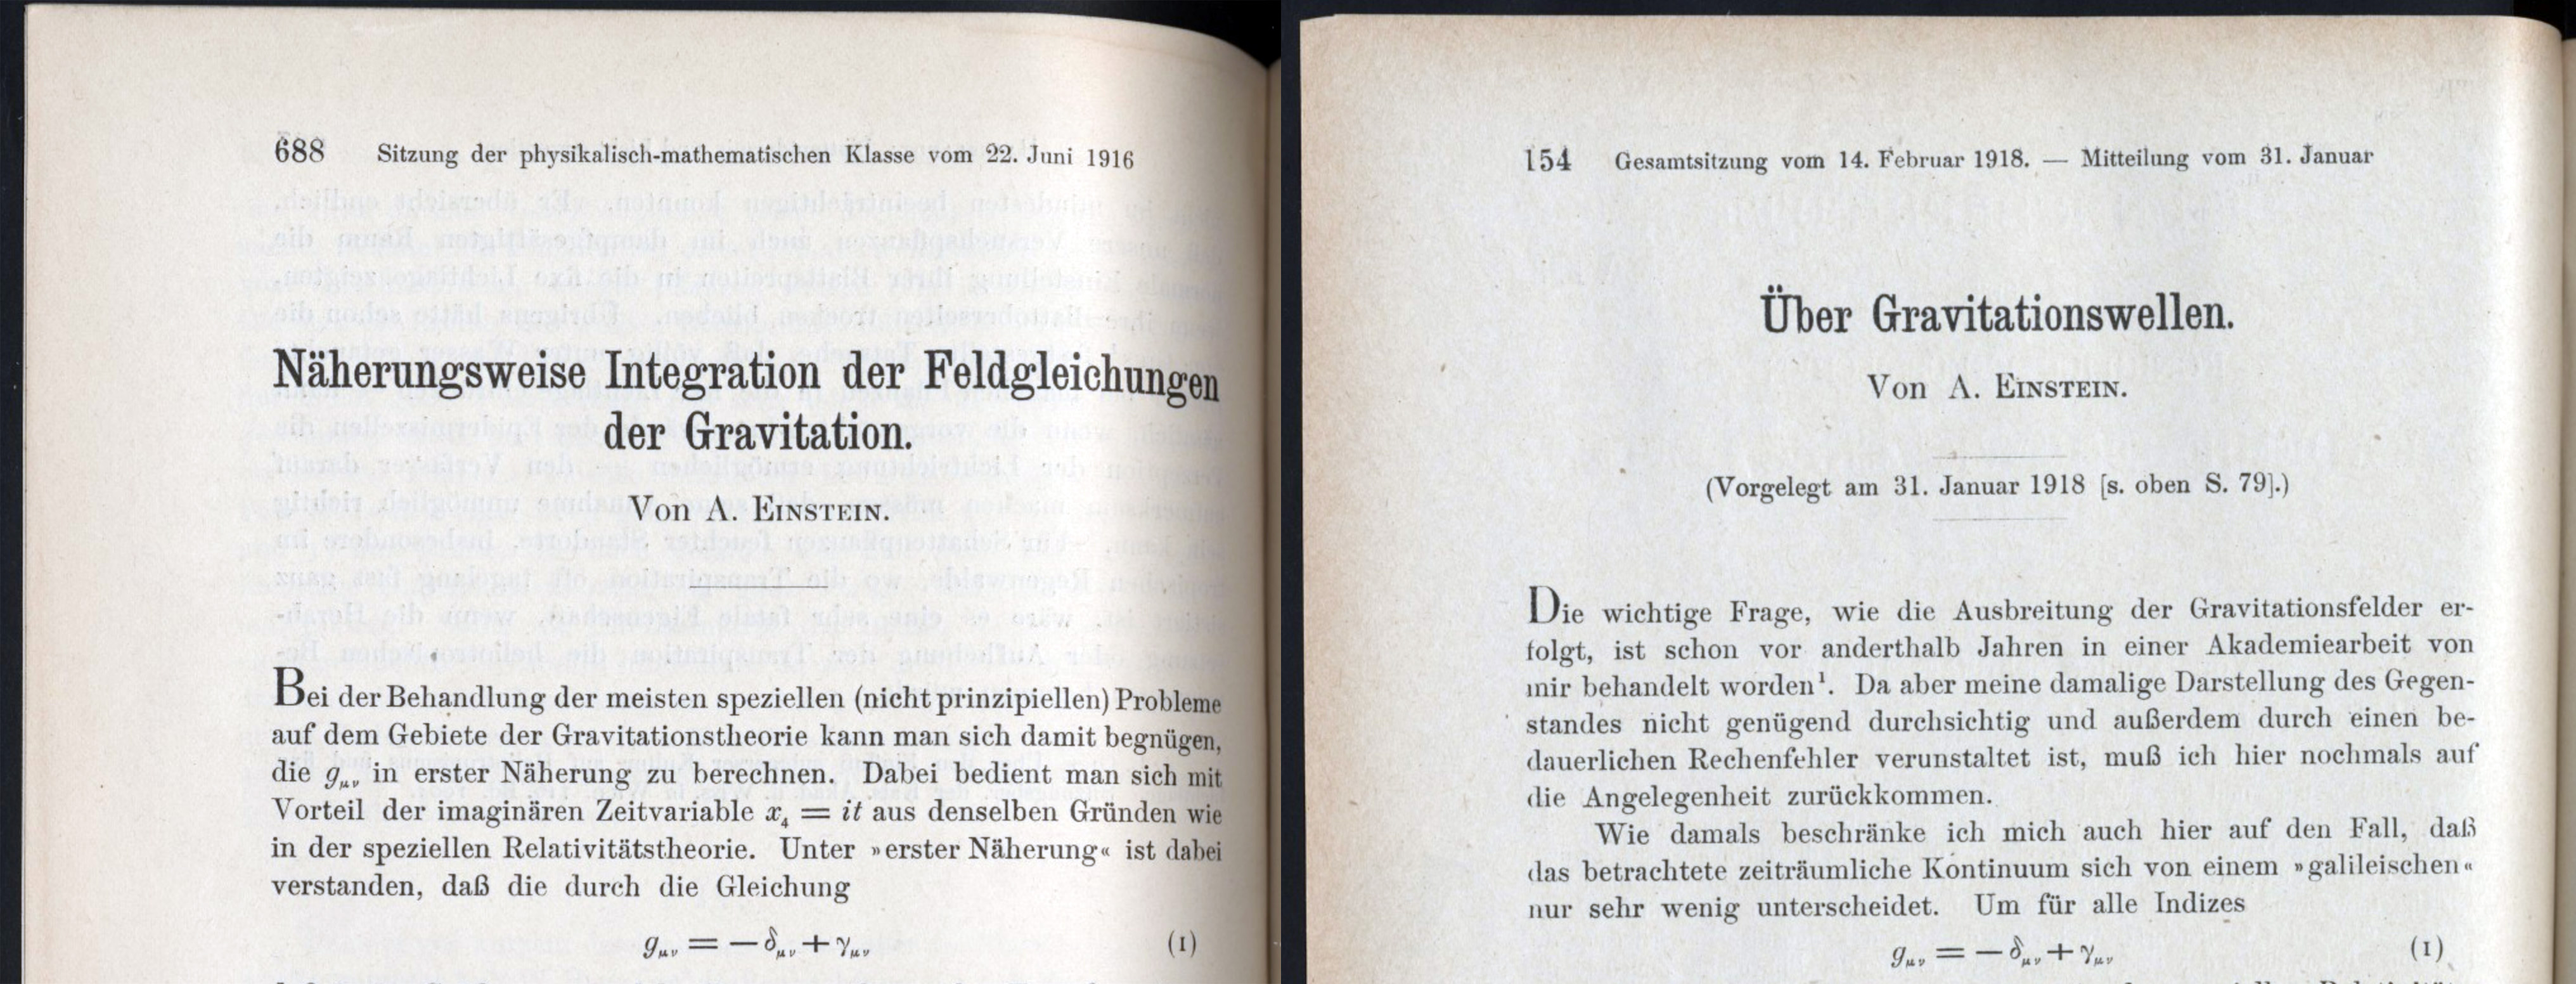 688 Sitzung der physikalisch-mathematischen Klasse vom 22. Juni 1916
Näherungsweise Integration der Feldgleichungen
der Gravitation.
Von A. Einstein.
Bei der Behandlung der meisten speziellen (nicht prinzipiellen) Probleme
auf dem Gebiete der Gravitationstheorie kann man sich damit begnügen,
die gμν in erster Näherung zu berechnen. Dabei bedient man sich mit
Vorteil der imaginären Zeitvariable x₄ = it aus denselben Gründen wie
in der speziellen Relativitätstheorie. Unter »erster Näherung« ist dabei
verstanden, daß die durch die Gleichung
gμν = — δμν + γμν (1)
154 Gesamtsitzung vom 14. Februar 1918. — Mitteilung vom 31. Januar
Über Gravitationswellen.
Von A. Einstein.
(Vorgelegt am 31. Januar 1918 [s. oben S. 79].)
Die wichtige Frage, wie die Ausbreitung der Gravitationsfelder er-
folgt, ist schon vor anderthalb Jahren in einer Akademiearbeit von
mir behandelt worden¹. Da aber meine damalige Darstellung des Gegen-
standes nicht genügend durchsichtig und außerdem durch einen be-
dauerlichen Rechenfehler verunstaltet ist, muß ich hier nochmals auf
die Angelegenheit zurückkommen.
Wie damals beschränke ich mich auch hier auf den Fall, daß
das betrachtete zeiträumliche Kontinuum sich von einem »galileischen«
nur sehr wenig unterscheidet. Um für alle Indizes
gμν = — δμν + γμν (1)